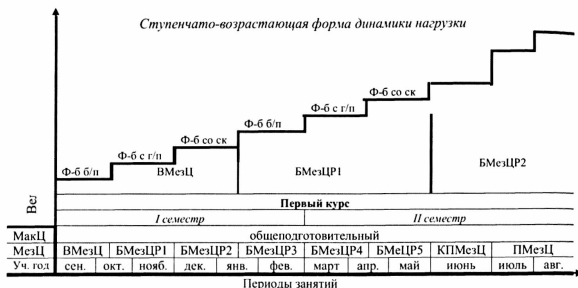 Ступенчато-возрастающая форма динамики нагрузки
Ф-б б/п
Ф-б с г/п
Ф-б со ск
Ф-б б/п
Ф-б с г/п
Ф-б со ск
ВМезЦ
БМезЦР1
БМезЦР2
Вел
Первый курс
I семестр II семестр
МакЦ общеподготовительный
МезЦ ВМезЦ БМезЦР1 БМезЦР2 БМезЦР3 БМезЦР4 БМеЦР5 КПМезЦ ПМезЦ
Уч. год сен. окт. нояб. дек. янв. фев. март апр. май июнь июль авг.
Периоды занятий